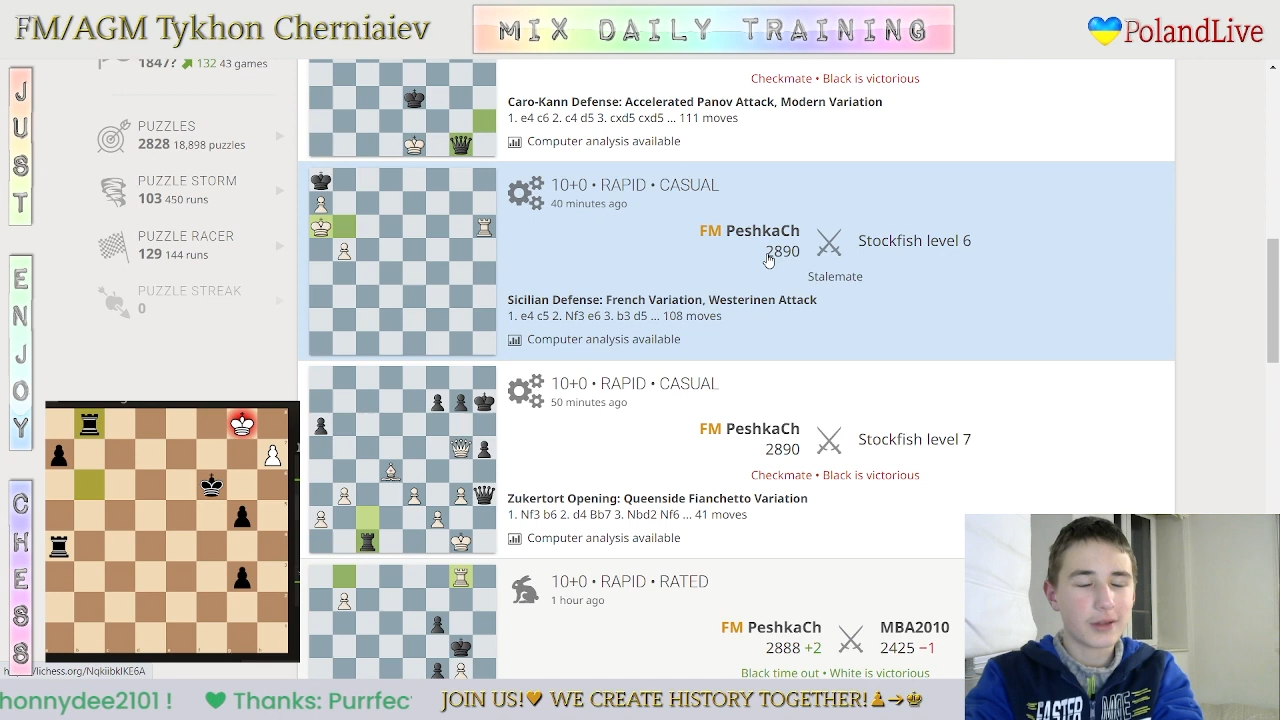 FM/AGM Tykhon Cherniaiev
MIX DAILY TRAINING
PolandLive
JUST
ENJOY
CHESS
1847? 132 43 games
PUZZLES
2828 18,898 puzzles
PUZZLE STORM
103 450 runs
PUZZLE RACER
129 144 runs
PUZZLE STREAK
0
Checkmate • Black is victorious
Caro-Kann Defense: Accelerated Panov Attack, Modern Variation
1. e4 c6 2. c4 d5 3. cxd5 cxd5 ... 111 moves
Computer analysis available
10+0 • RAPID • CASUAL
40 minutes ago
FM PeshkaCh
2890
Stockfish level 6
Stalemate
Sicilian Defense: French Variation, Westerinen Attack
1. e4 c5 2. Nf3 e6 3. b3 d5 ... 108 moves
Computer analysis available
10+0 • RAPID • CASUAL
50 minutes ago
FM PeshkaCh
2890
Stockfish level 7
Checkmate • Black is victorious
Zukertort Opening: Queenside Fianchetto Variation
1. Nf3 b6 2. d4 Bb7 3. Nbd2 Nf6 ... 41 moves
Computer analysis available
10+0 • RAPID • RATED
1 hour ago
FM PeshkaCh
2888 +2
MBA2010
2425 −1
Black time out • White is victorious
lichess.org/NqkiibkIKE6A
honnydee2101 ! Thanks: Purrfec
JOIN US! WE CREATE HISTORY TOGETHER!